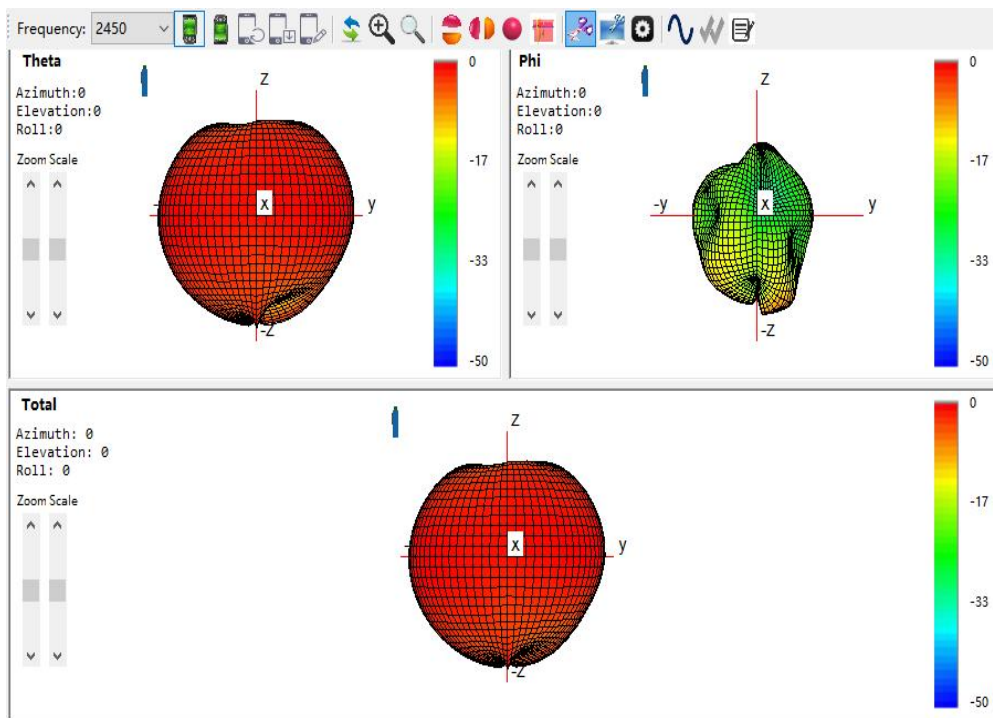 Frequency: 2450
Theta
Azimuth:0
Elevation:0
Roll:0
Zoom Scale
Z
x
y
-Z
0
-17
-33
-50
Phi
Azimuth:0
Elevation:0
Roll:0
Zoom Scale
Z
-y
x
y
-Z
0
-17
-33
-50
Total
Azimuth: 0
Elevation: 0
Roll: 0
Zoom Scale
Z
x
y
-Z
0
-17
-33
-50